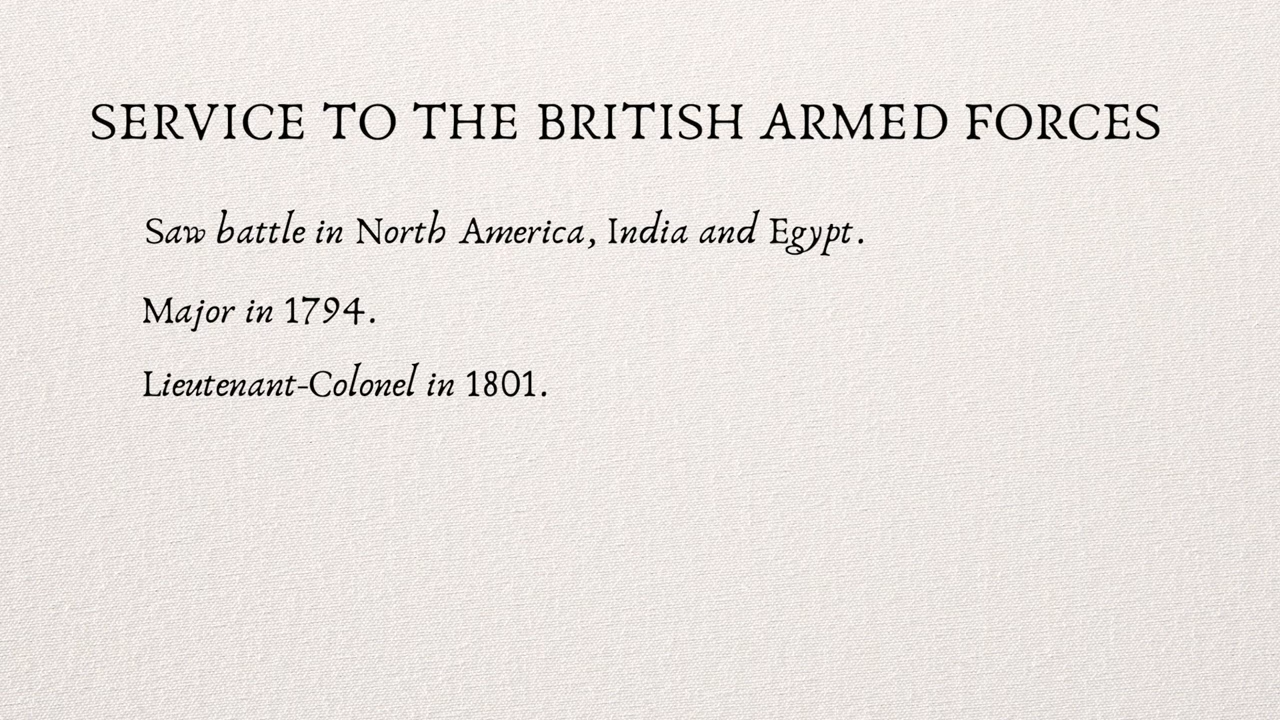 SERVICE TO THE BRITISH ARMED FORCES
Saw battle in North America, India and Egypt.
Major in 1794.
Lieutenant-Colonel in 1801.